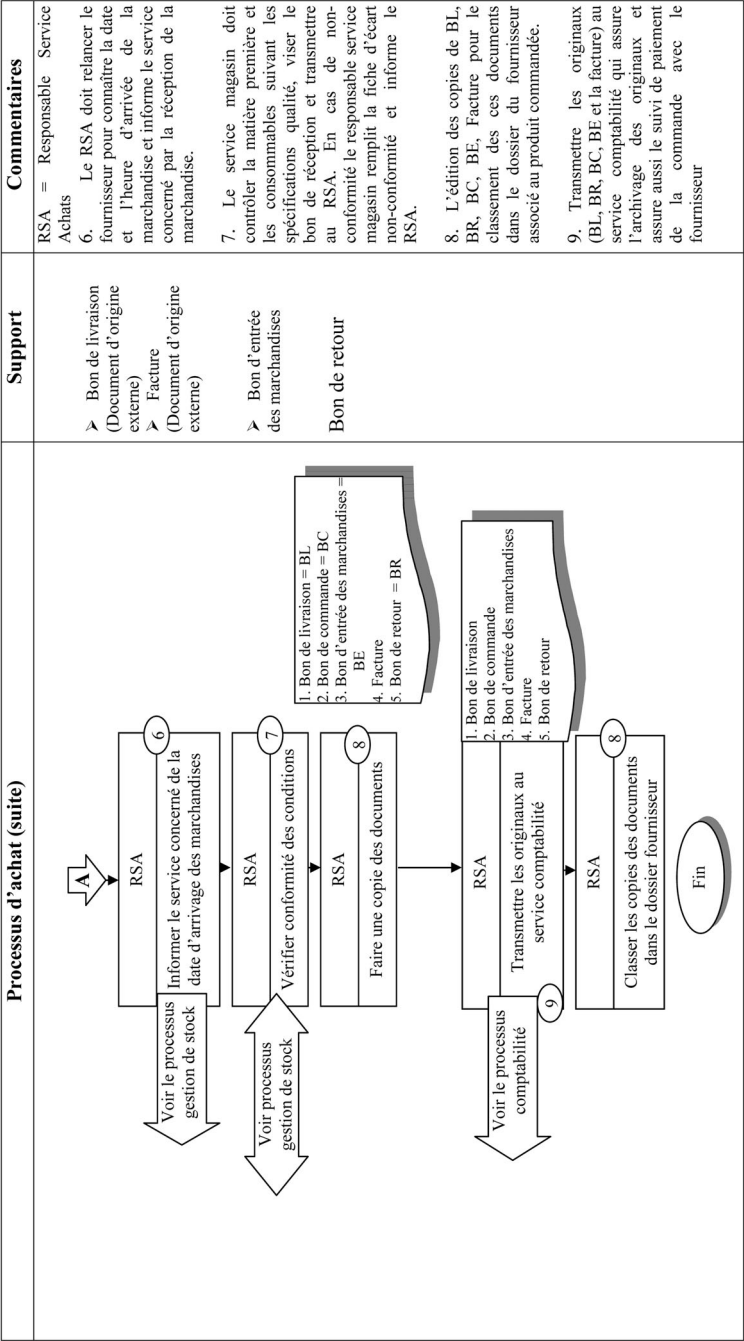 Processus d’achat (suite)
Support
Commentaires
A
RSA
6
Informer le service concerné de la
date d’arrivage des marchandises
Voir le processus
gestion de stock
RSA
7
Vérifier conformité des conditions
Voir processus
gestion de stock
RSA
8
Faire une copie des documents
1. Bon de livraison = BL
2. Bon de commande = BC
3. Bon d’entrée des marchandises =
BE
4. Facture
5. Bon de retour = BR
RSA
Transmettre les originaux au
service comptabilité
9
Voir le processus
comptabilité
1. Bon de livraison
2. Bon de commande
3. Bon d’entrée des marchandises
4. Facture
5. Bon de retour
RSA
8
Classer les copies des documents
dans le dossier fournisseur
Fin
➢ Bon de livraison
(Document d’origine
externe)
➢ Facture
(Document d’origine
externe)
➢ Bon d’entrée
des marchandises
Bon de retour
RSA = Responsable Service
Achats
6. Le RSA doit relancer le
fournisseur pour connaître la date
et l’heure d’arrivée de la
marchandise et informe le service
concerné par la réception de la
marchandise.
7. Le service magasin doit
contrôler la matière première et
les consommables suivant les
spécifications qualité, viser le
bon de réception et transmettre
au RSA. En cas de non-
conformité le responsable service
magasin remplit la fiche d’écart
non-conformité et informe le
RSA.
8. L’édition des copies de BL,
BR, BC, BE, Facture pour le
classement des ces documents
dans le dossier du fournisseur
associé au produit commandée.
9. Transmettre les originaux
(BL, BR, BC, BE et la facture) au
service comptabilité qui assure
l’archivage des originaux et
assure aussi le suivi de paiement
de la commande avec le
fournisseur